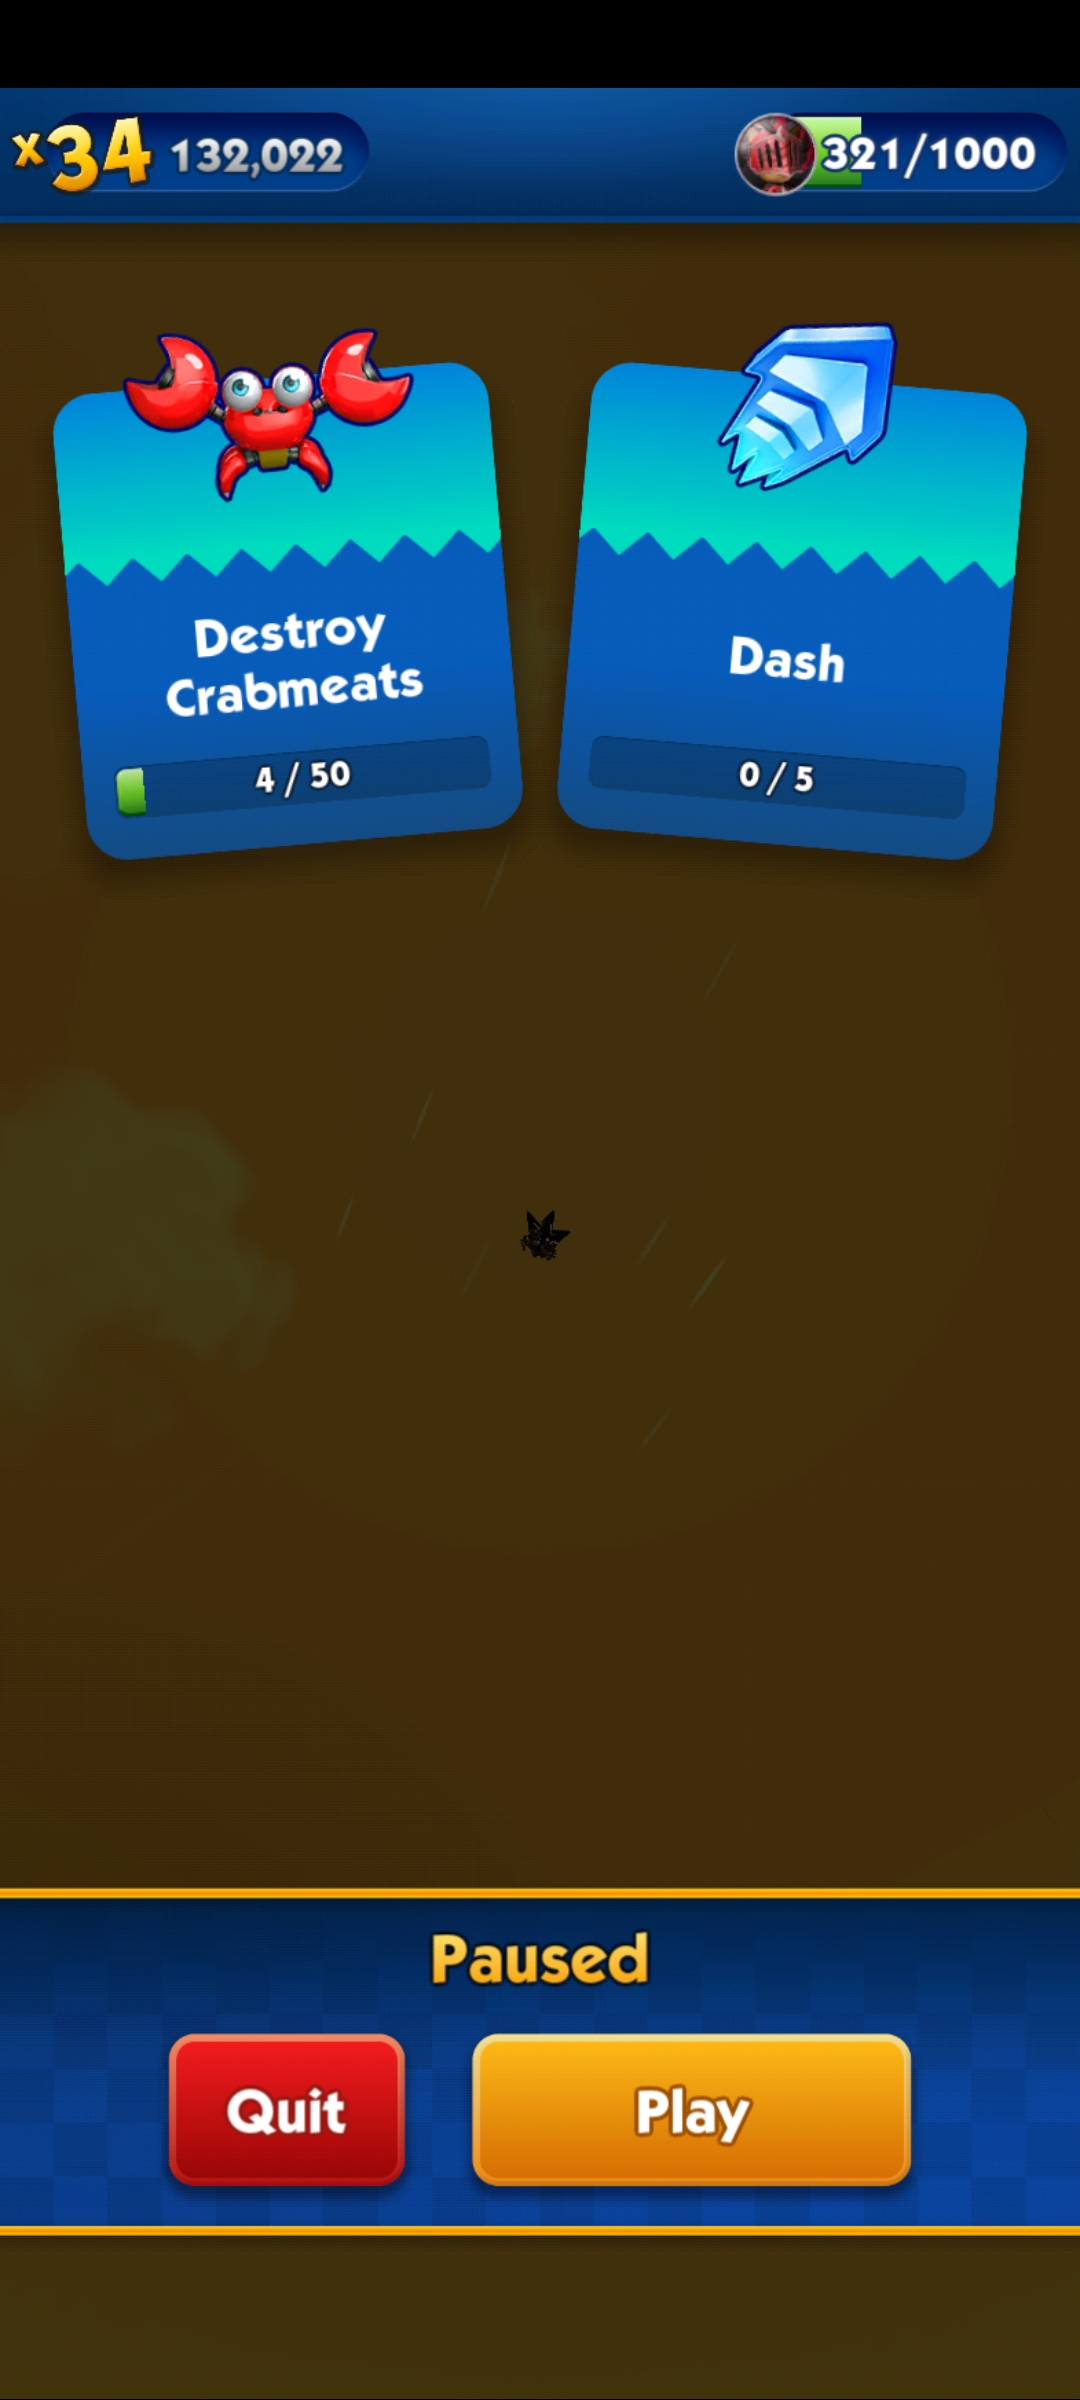 x34 132,022
321/1000
Destroy
Crabmeats
4 / 50
Dash
0 / 5
Paused
Quit
Play